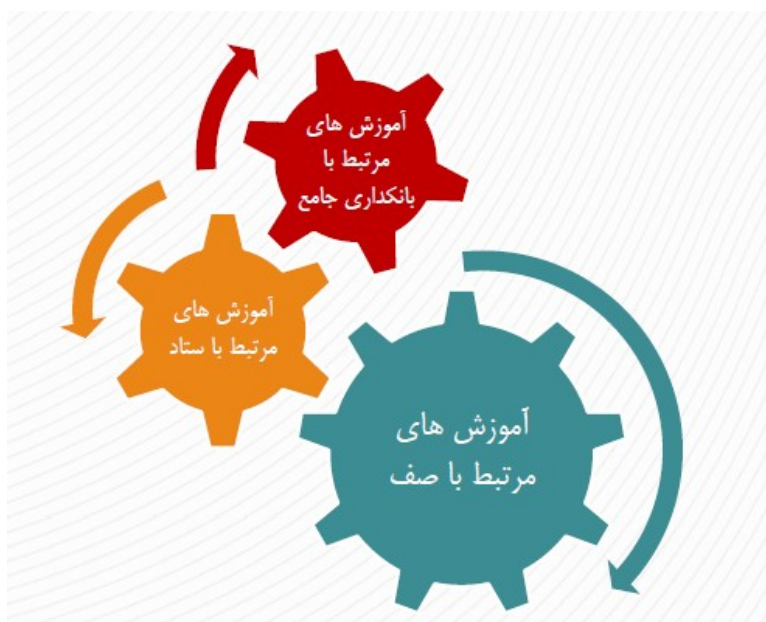 آموزش های
مرتبط با
بانکداری جامع
آموزش های
مرتبط با ستاد
آموزش های
مرتبط با صف